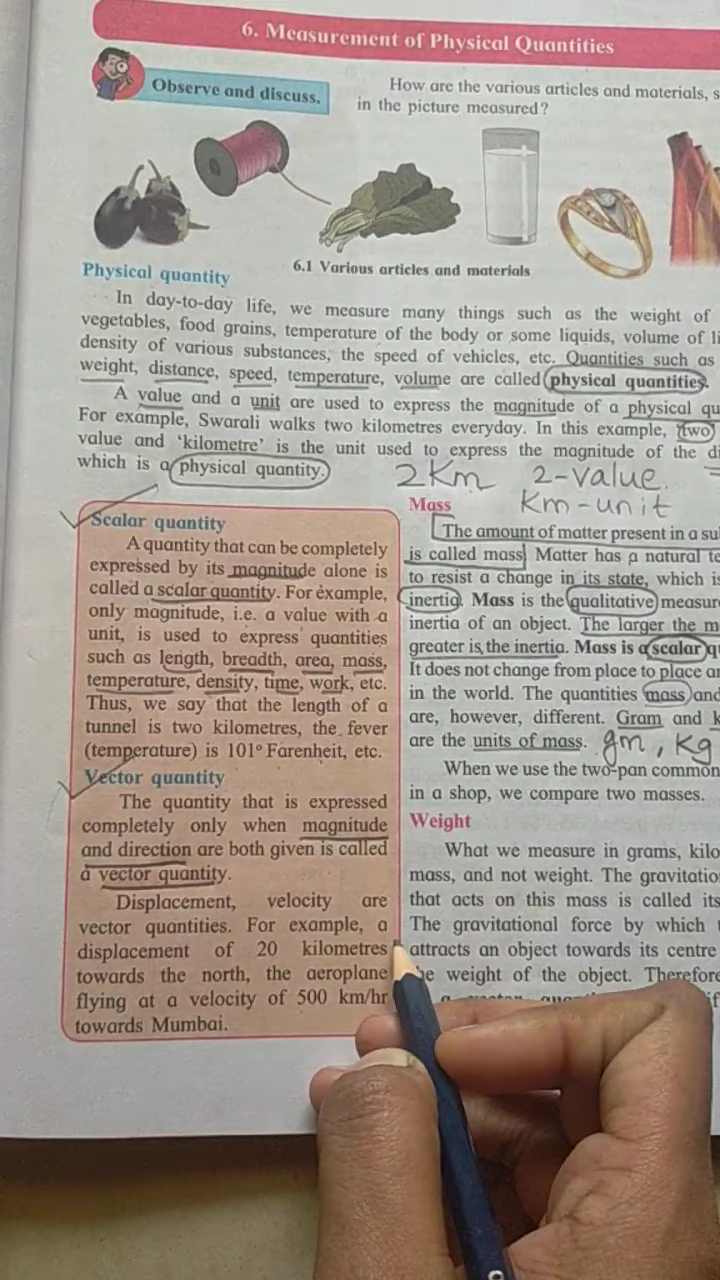 6. Measurement of Physical Quantities
Observe and discuss.
How are the various articles and materials, s
in the picture measured?
6.1 Various articles and materials
Physical quantity
In day-to-day life, we measure many things such as the weight of
vegetables, food grains, temperature of the body or some liquids, volume of li
density of various substances, the speed of vehicles, etc. Quantities such as
weight, distance, speed, temperature, volume are called physical quantities.
A value and a unit are used to express the magnitude of a physical qu
For example, Swarali walks two kilometres everyday. In this example, two
value and ‘kilometre’ is the unit used to express the magnitude of the di
which is a physical quantity.
2 Km 2-value =
Km-unit
Scalar quantity
A quantity that can be completely
expressed by its magnitude alone is
called a scalar quantity. For example,
only magnitude, i.e. a value with a
unit, is used to express quantities
such as length, breadth, area, mass,
temperature, density, time, work, etc.
Thus, we say that the length of a
tunnel is two kilometres, the fever
(temperature) is 101° Farenheit, etc.
Vector quantity
The quantity that is expressed
completely only when magnitude
and direction are both given is called
a vector quantity.
Displacement, velocity are
vector quantities. For example, a
displacement of 20 kilometres
towards the north, the aeroplane
flying at a velocity of 500 km/hr
towards Mumbai.
Mass
The amount of matter present in a su
is called mass. Matter has a natural te
to resist a change in its state, which is
inertia. Mass is the qualitative measur
inertia of an object. The larger the m
greater is the inertia. Mass is a scalar q
It does not change from place to place a
in the world. The quantities mass and
are, however, different. Gram and k
are the units of mass. gm, Kg
When we use the two-pan common
in a shop, we compare two masses.
Weight
What we measure in grams, kilo
mass, and not weight. The gravitatio
that acts on this mass is called its
The gravitational force by which
attracts an object towards its centre
he weight of the object. Therefore